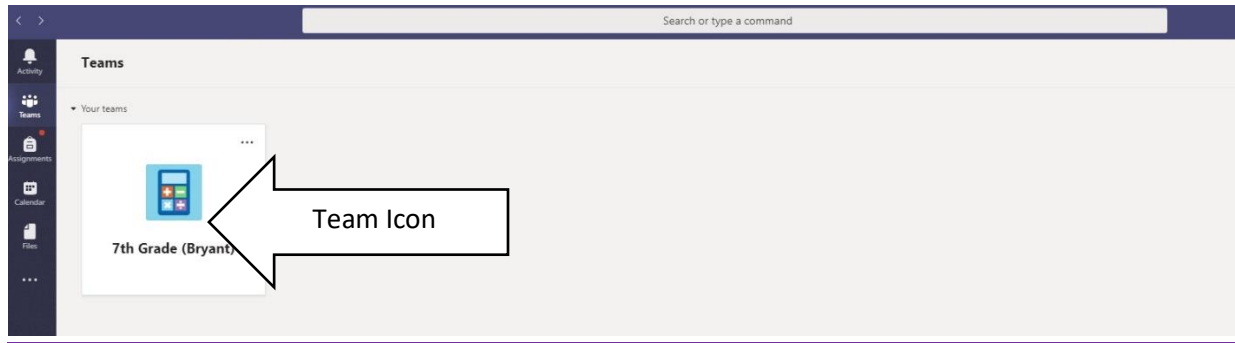 Search or type a command
Activity
Teams
Teams
Your teams
Assignments
...
Calendar
Team Icon
Files
7th Grade (Bryant)
...